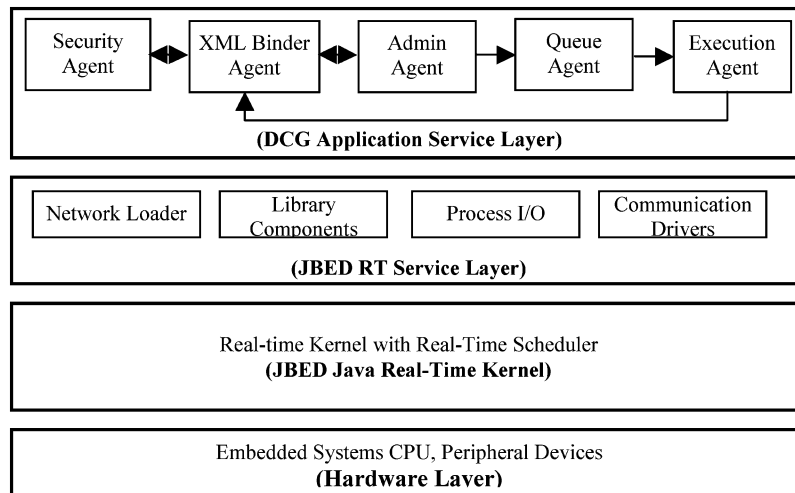 Security
Agent
XML Binder
Agent
Admin
Agent
Queue
Agent
Execution
Agent
(DCG Application Service Layer)
Network Loader
Library
Components
Process I/O
Communication
Drivers
(JBED RT Service Layer)
Real-time Kernel with Real-Time Scheduler
(JBED Java Real-Time Kernel)
Embedded Systems CPU, Peripheral Devices
(Hardware Layer)